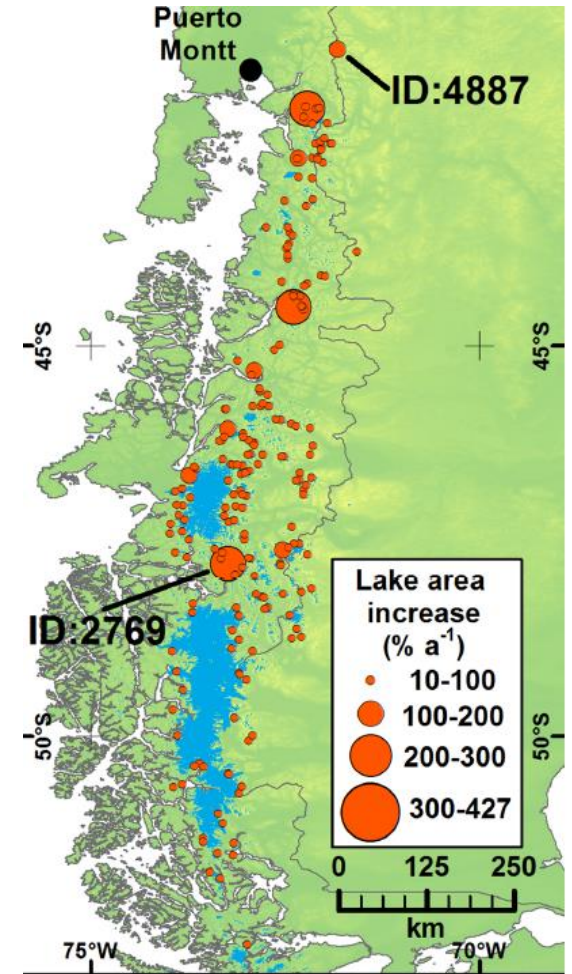 Puerto
Montt
ID:4887
45°S
45°S
ID:2769
Lake area
increase
(% a⁻¹)
10-100
100-200
200-300
300-427
50°S
50°S
0 125 250
km
75°W
70°W